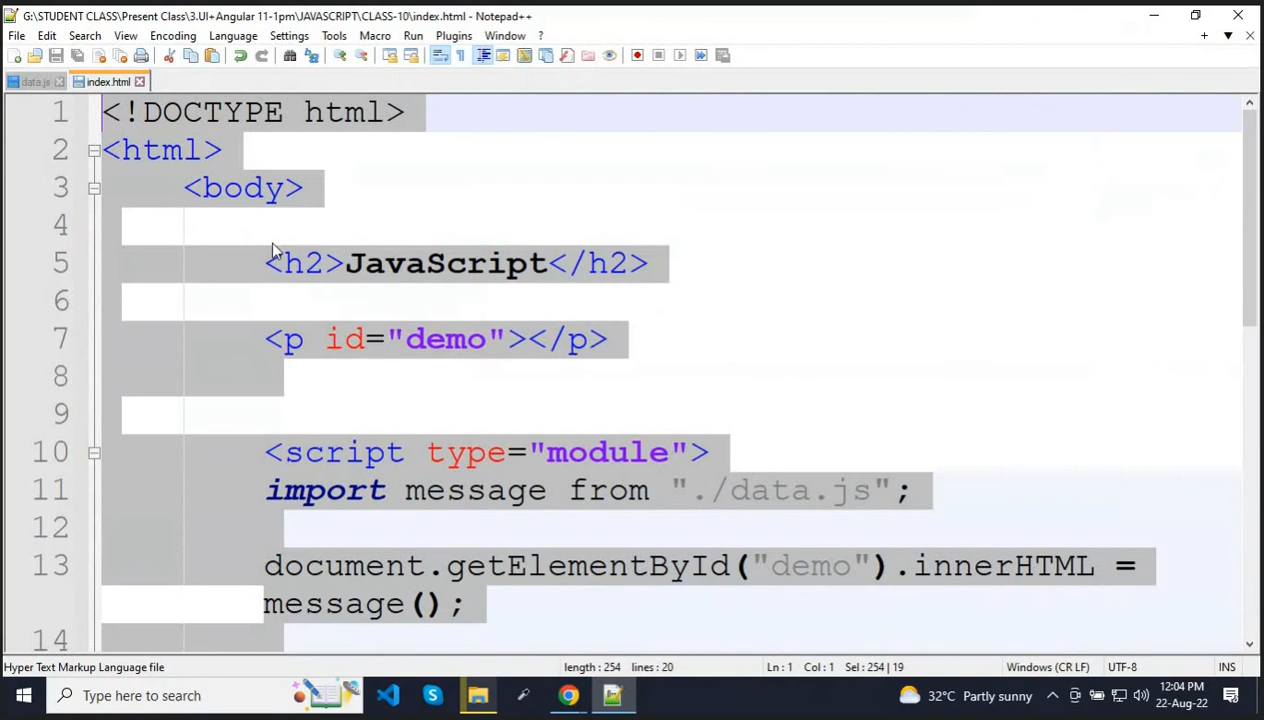 G:\STUDENT CLASS\Present Class\3.UI+Angular 11-1pm\JAVASCRIPT\CLASS-10\index.html - Notepad++
File Edit Search View Encoding Language Settings Tools Macro Run Plugins Window ?
data.js index.html
1 <!DOCTYPE html>
2 <html>
3 <body>
4
5 <h2>JavaScript</h2>
6
7 <p id="demo"></p>
8
9
10 <script type="module">
11 import message from "./data.js";
12
13 document.getElementById("demo").innerHTML =
message();
14
Hyper Text Markup Language file length : 254 lines : 20 Ln : 1 Col : 1 Sel : 254 | 19 Windows (CR LF) UTF-8 INS
Type here to search 32°C Partly sunny 12:04 PM
22-Aug-22